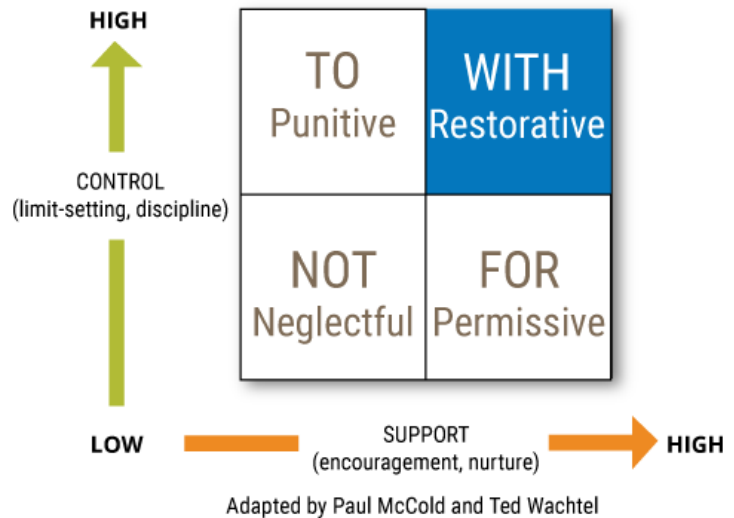 HIGH
TO
Punitive
WITH
Restorative
CONTROL
(limit-setting, discipline)
NOT
Neglectful
FOR
Permissive
LOW
SUPPORT
(encouragement, nurture)
HIGH
Adapted by Paul McCold and Ted Wachtel